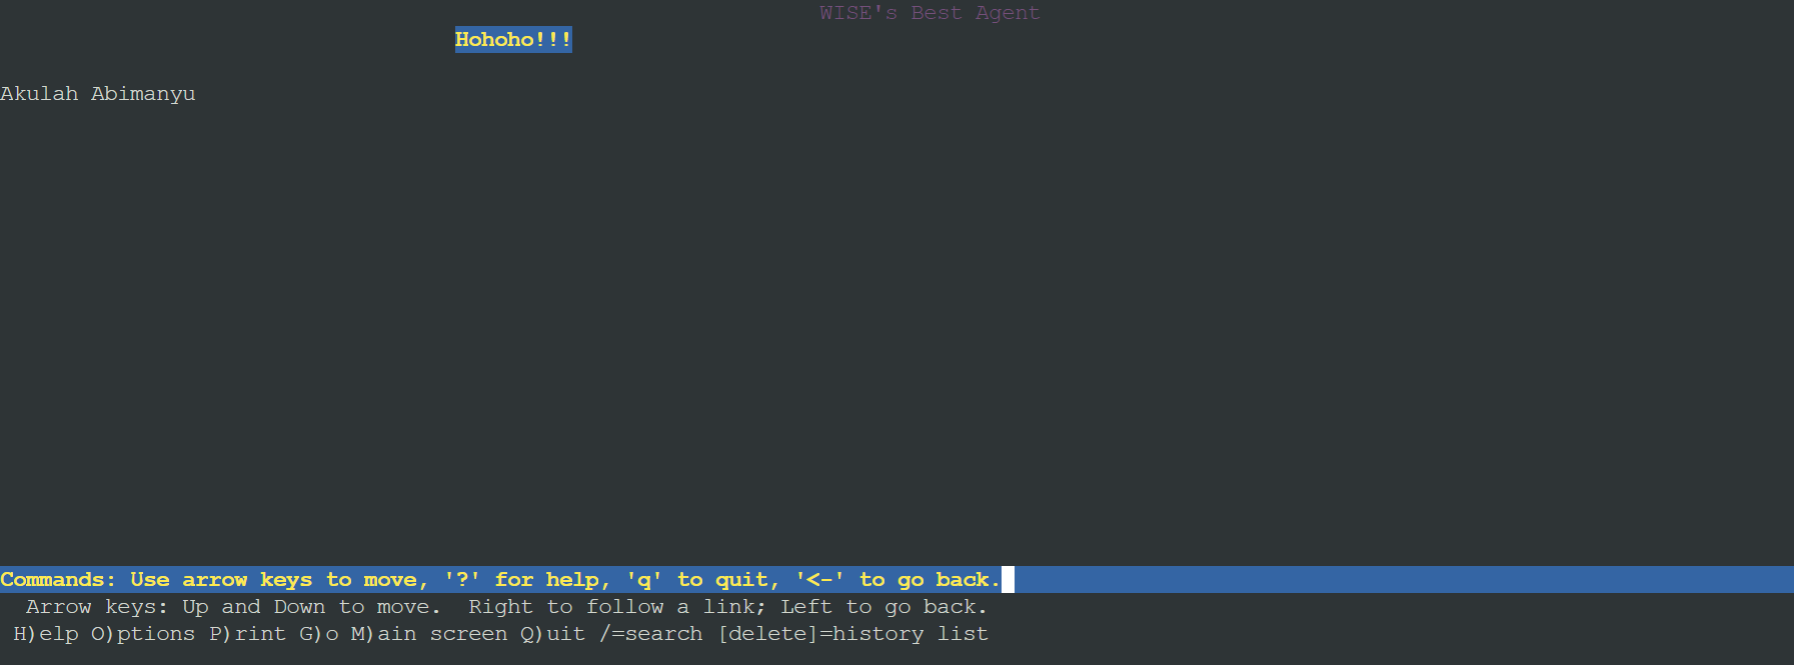 WISE's Best Agent
Hohoho!!!
Akulah Abimanyu
Commands: Use arrow keys to move, '?' for help, 'q' to quit, '<-' to go back.
Arrow keys: Up and Down to move.  Right to follow a link; Left to go back.
H)elp O)ptions P)rint G)o M)ain screen Q)uit /=search [delete]=history list